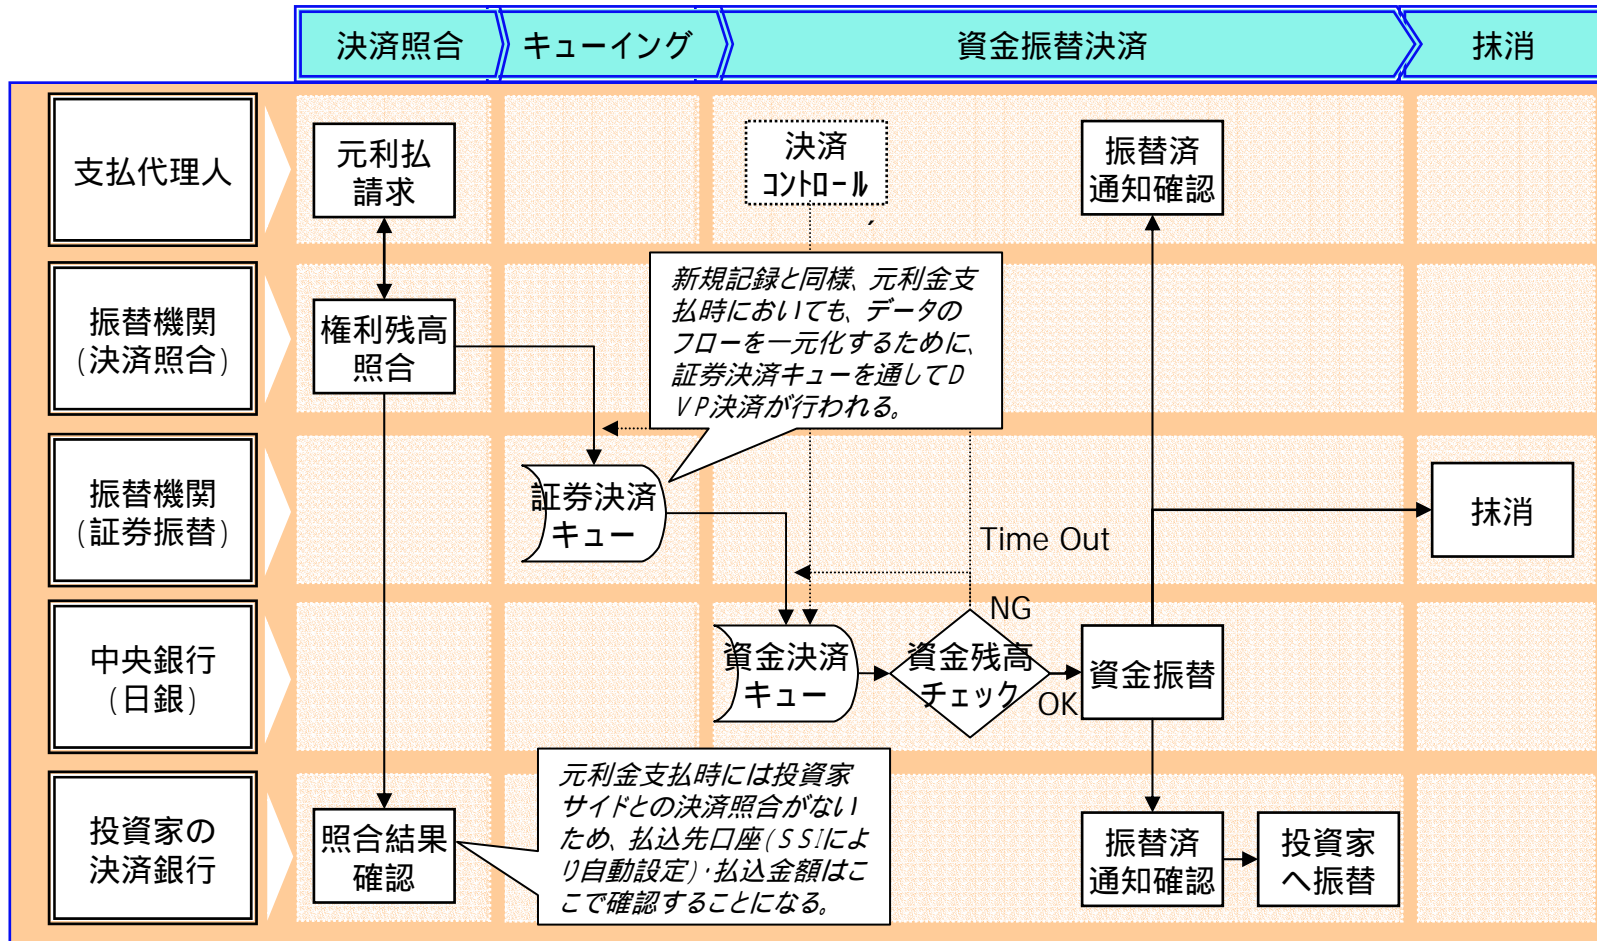 決済照合
キューイング
資金振替決済
抹消
支払代理人
元利払
請求
決済
コントロール
振替済
通知確認
振替機関
(決済照合)
権利残高
照合
新規記録と同様、元利金支
払時においても、データの
フローを一元化するために、
証券決済キューを通してD
VP決済が行われる。
振替機関
(証券振替)
証券決済
キュー
抹消
Time Out
中央銀行
(日銀)
資金決済
キュー
資金残高
チェック
NG
OK
資金振替
投資家の
決済銀行
照合結果
確認
元利金支払時には投資家
サイドとの決済照合がない
ため、払込先口座(SSIによ
り自動設定)・払込金額はこ
こで確認することになる。
振替済
通知確認
投資家
へ振替